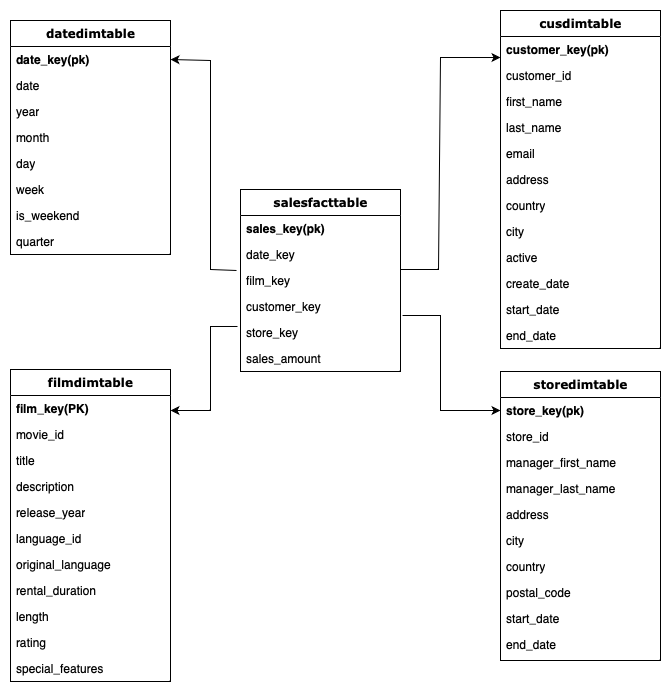 datedimtable
date_key(pk)
date
year
month
day
week
is_weekend
quarter
cusdimtable
customer_key(pk)
customer_id
first_name
last_name
email
address
country
city
active
create_date
start_date
end_date
salesfacttable
sales_key(pk)
date_key
film_key
customer_key
store_key
sales_amount
filmdimtable
film_key(PK)
movie_id
title
description
release_year
language_id
original_language
rental_duration
length
rating
special_features
storedimtable
store_key(pk)
store_id
manager_first_name
manager_last_name
address
city
country
postal_code
start_date
end_date